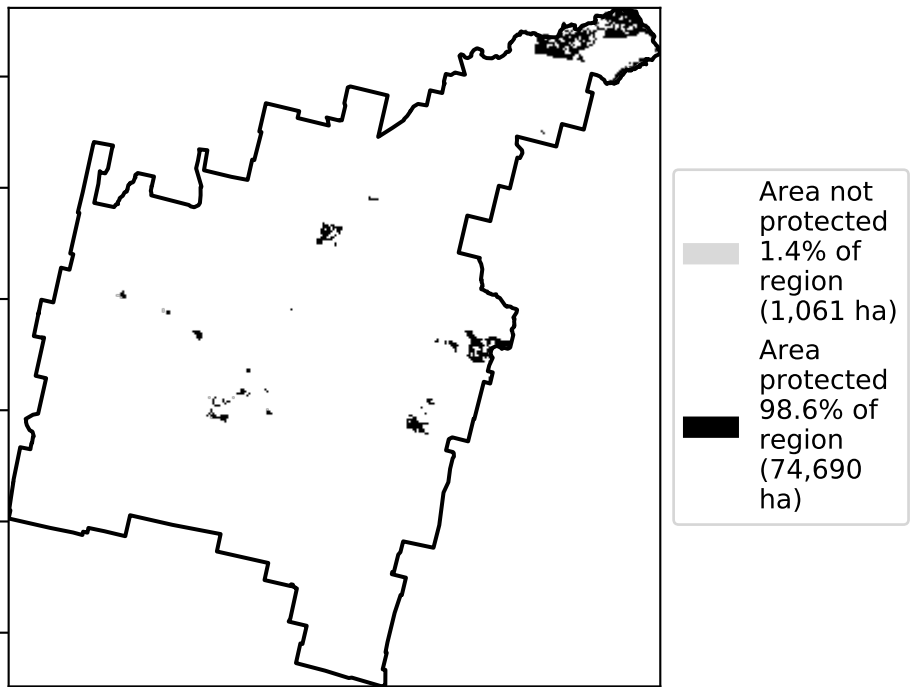 Area not
protected
1.4% of
region
(1,061 ha)
Area
protected
98.6% of
region
(74,690
ha)